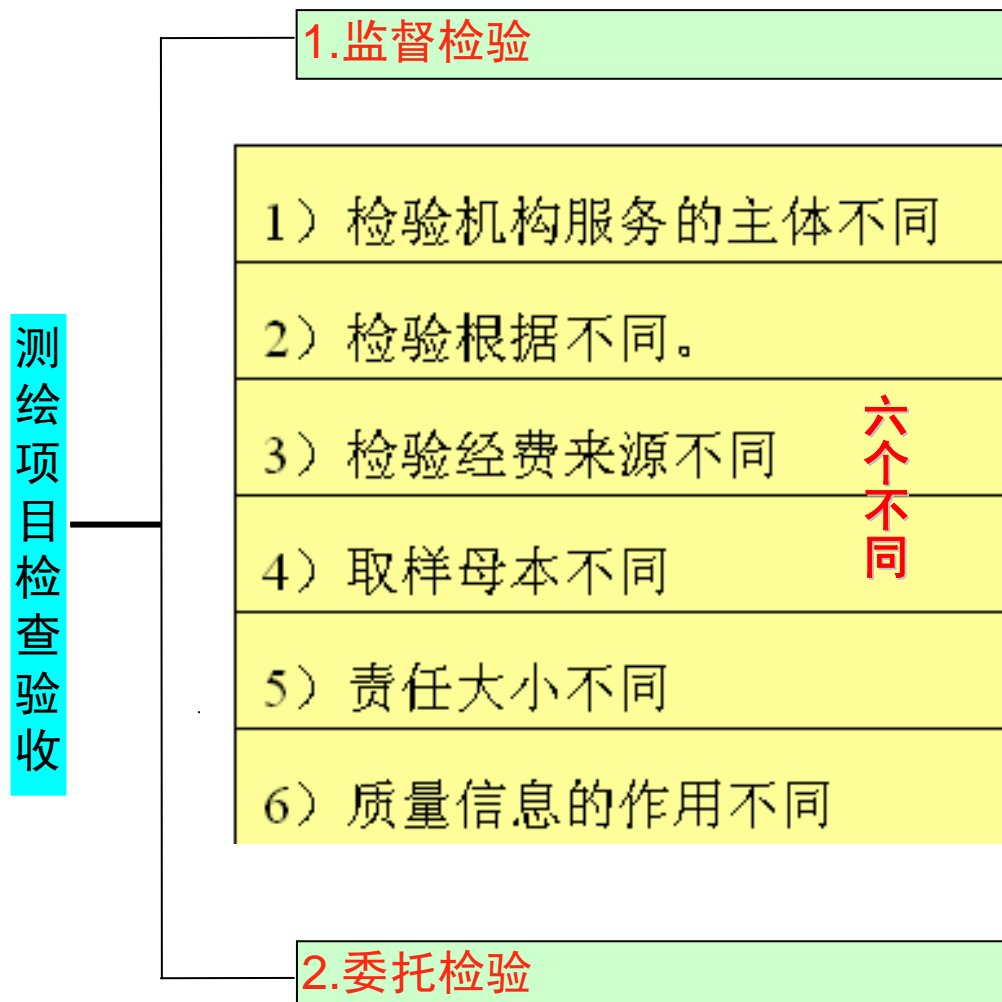 1.监督检验
测绘项目检查验收
1）检验机构服务的主体不同
2）检验根据不同。
3）检验经费来源不同
4）取样母本不同
5）责任大小不同
6）质量信息的作用不同
六个不同
2.委托检验